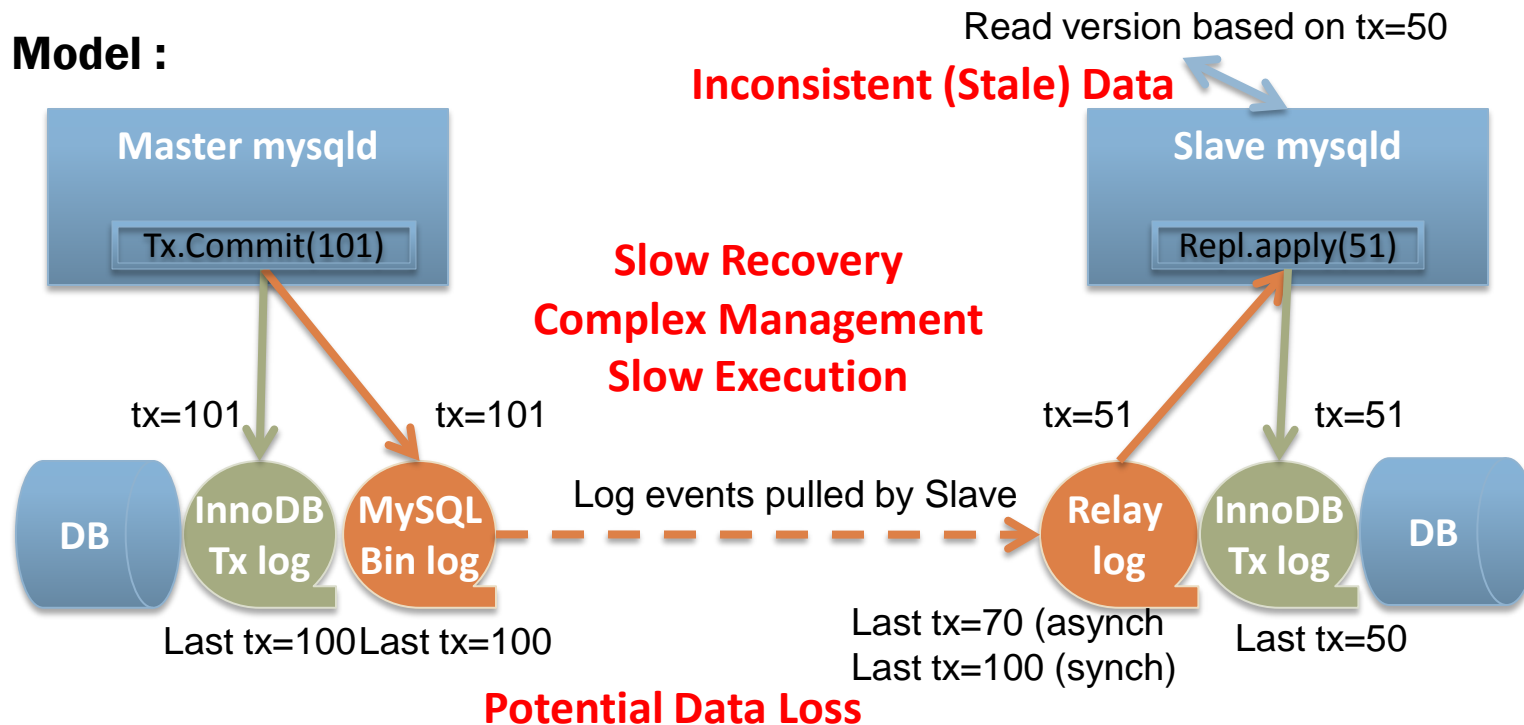 Model :
Read version based on tx=50
Inconsistent (Stale) Data
Master mysqld
Slave mysqld
Tx.Commit(101)
Repl.apply(51)
Slow Recovery
Complex Management
Slow Execution
tx=101
tx=101
tx=51
tx=51
DB
InnoDB
Tx log
MySQL
Bin log
Log events pulled by Slave
Relay
log
InnoDB
Tx log
DB
Last tx=100
Last tx=100
Last tx=70 (asynch
Last tx=100 (synch)
Last tx=50
Potential Data Loss